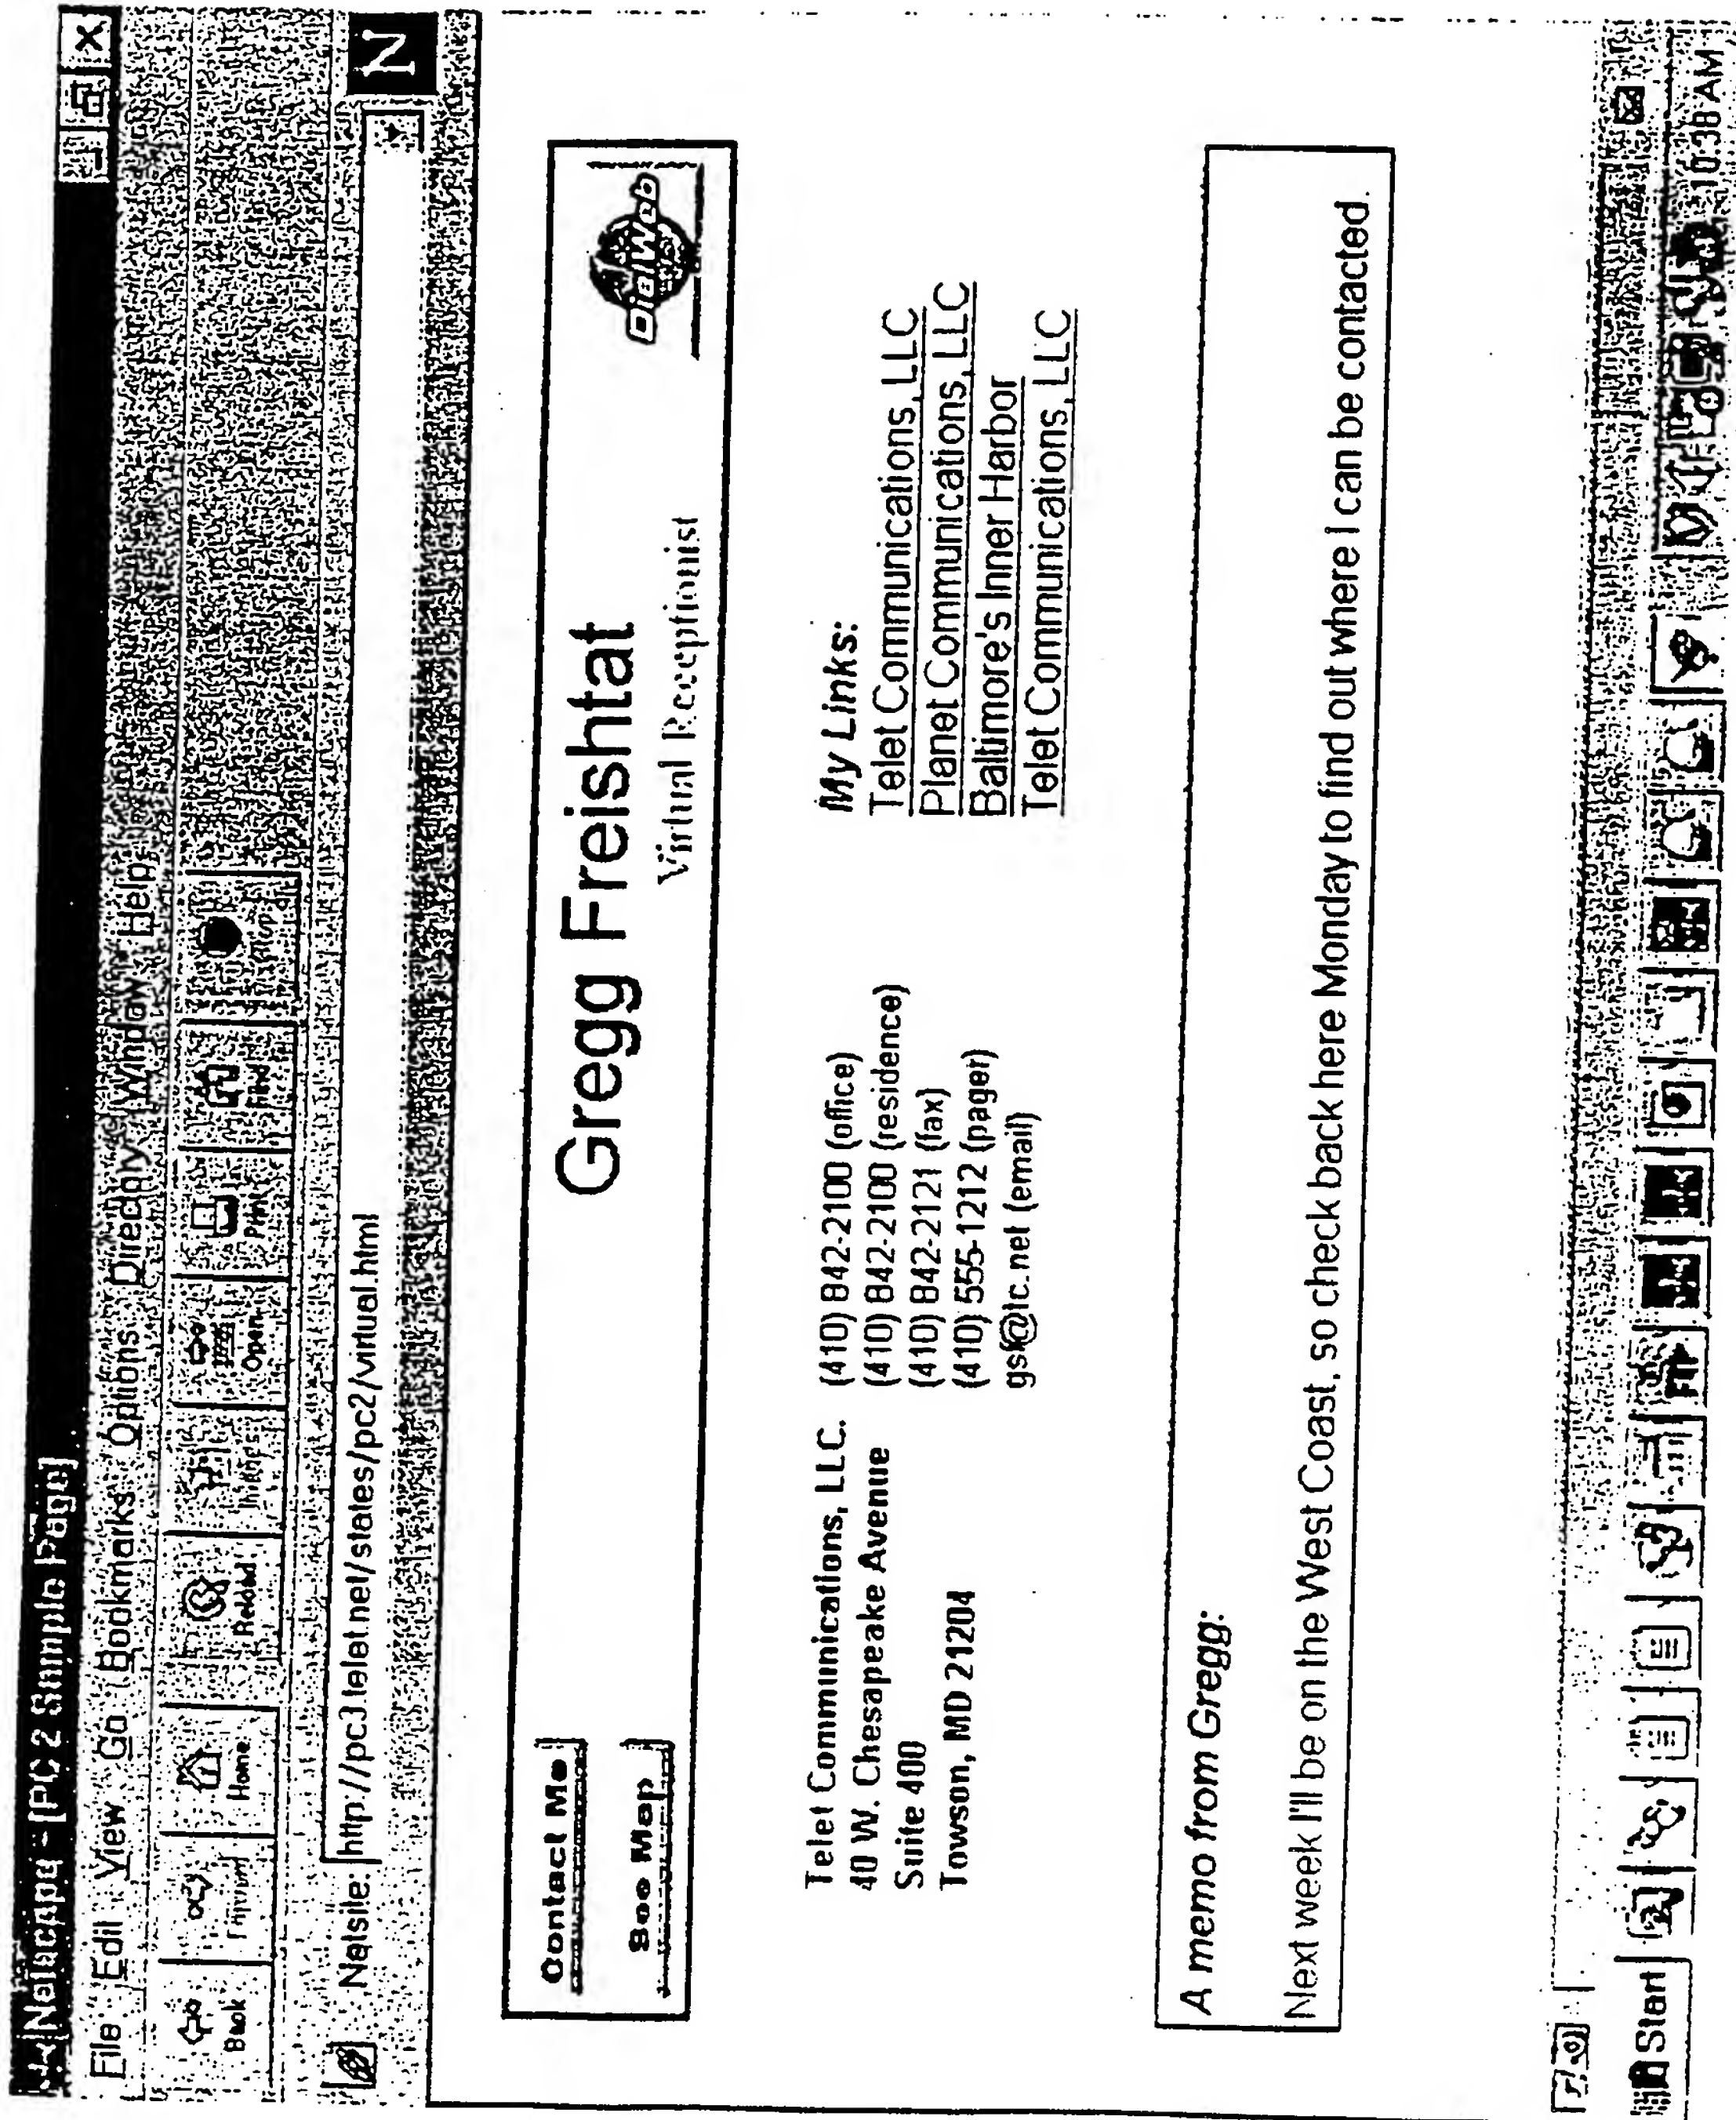 Netscape - [PC 2 Sample Page]
File Edit View Go Bookmarks Options Directory Window Help
Back Forward Home Reload Images Open Print Find Stop
Netsite: http://pc3.telet.net/states/pc2/virtual.html
N
Contact Me
See Map
Gregg Freishtat
Virtual Receptionist
DialWeb
Telet Communications, LLC.
40 W. Chesapeake Avenue
Suite 400
Towson, MD 21204
(410) 842-2100 (office)
(410) 842-2100 (residence)
(410) 842-2121 (fax)
(410) 555-1212 (pager)
gsf@tc.net (email)
My Links:
Telet Communications, LLC
Planet Communications, LLC
Baltimore's Inner Harbor
Telet Communications, LLC
A memo from Gregg:
Next week I'll be on the West Coast, so check back here Monday to find out where I can be contacted.
Start
FTP
10:38 AM